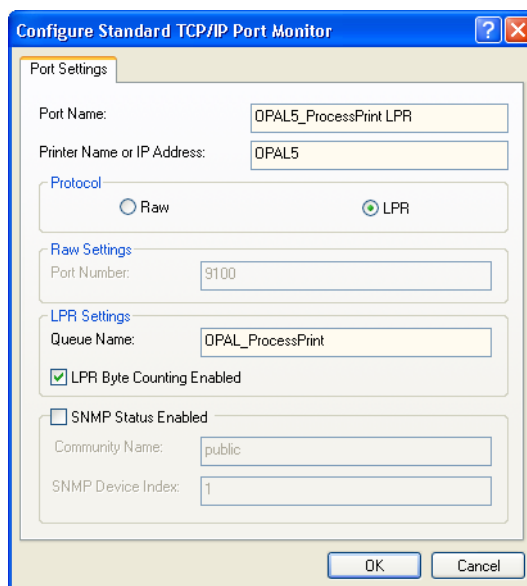 Configure Standard TCP/IP Port Monitor
Port Settings
Port Name: OPAL5_ProcessPrint LPR
Printer Name or IP Address: OPAL5
Protocol
Raw LPR
Raw Settings
Port Number: 9100
LPR Settings
Queue Name: OPAL_ProcessPrint
LPR Byte Counting Enabled
SNMP Status Enabled
Community Name: public
SNMP Device Index: 1
OK Cancel